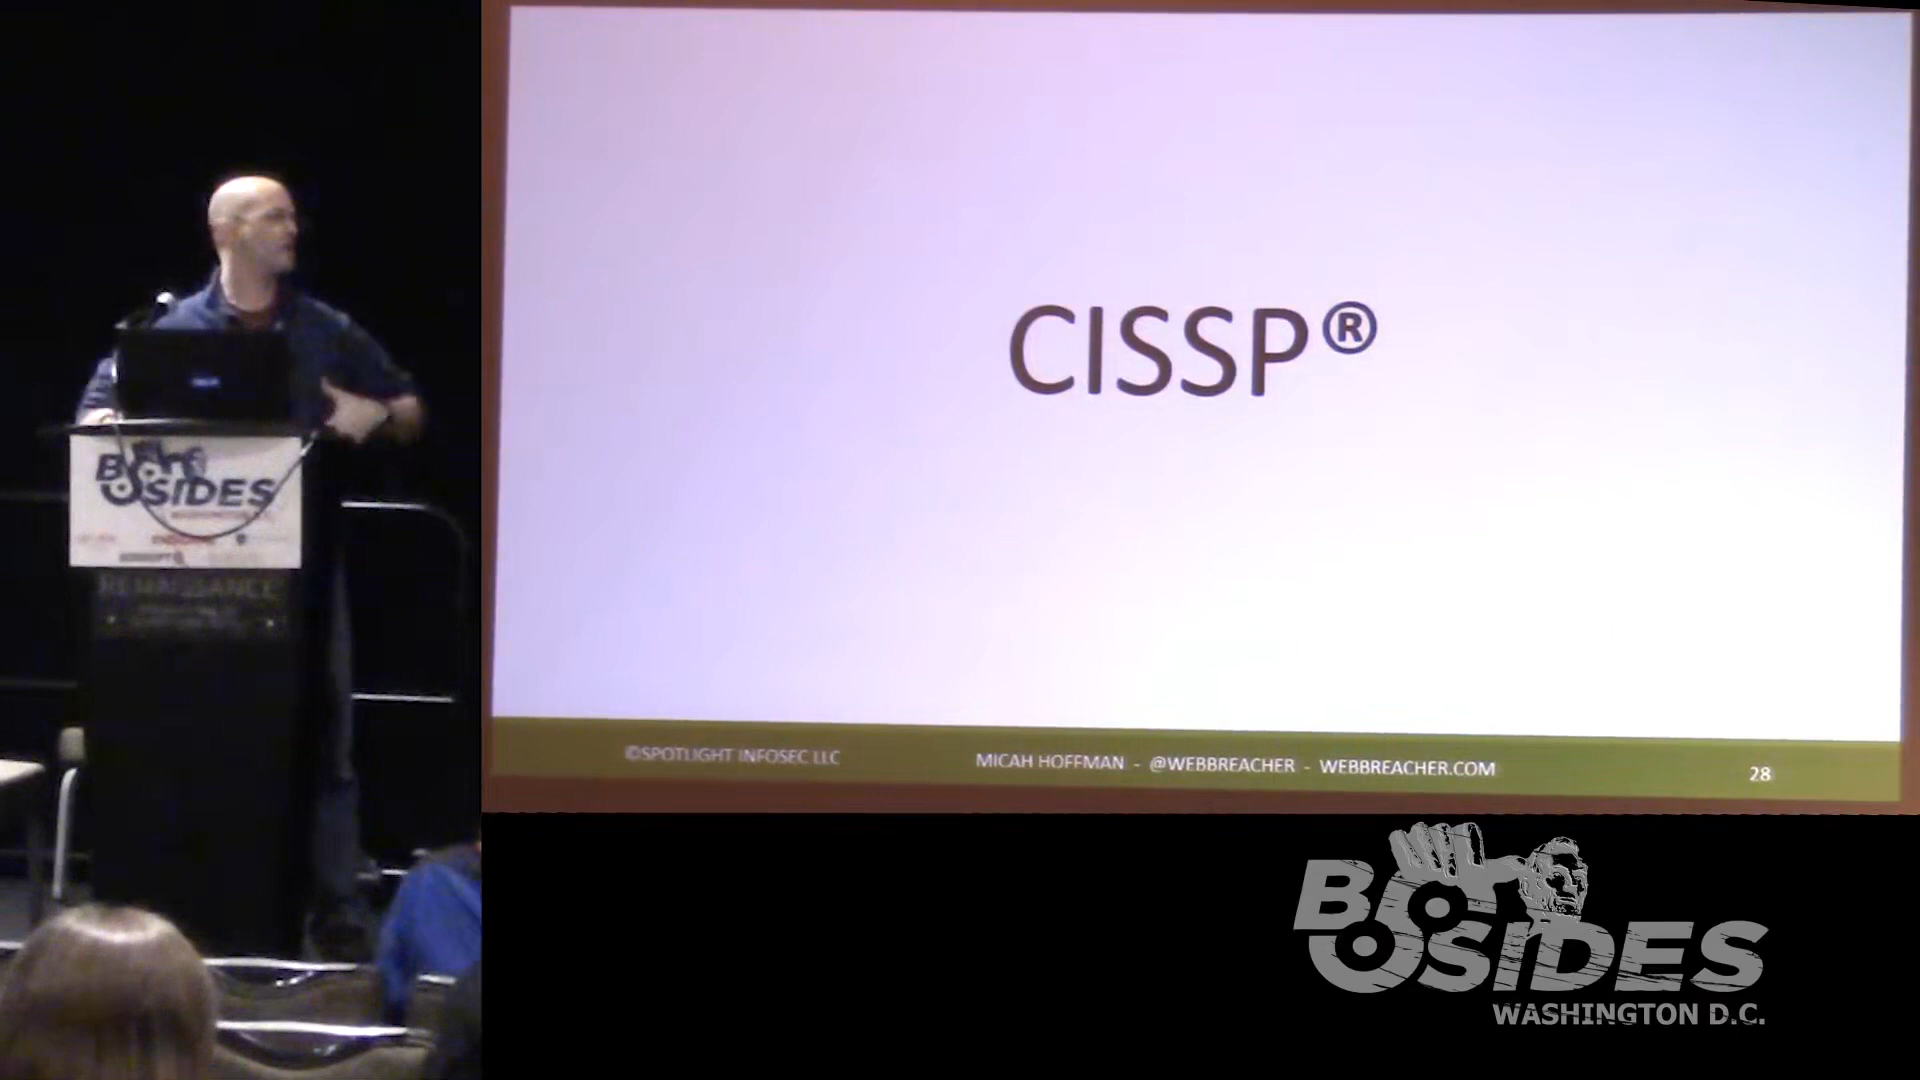 CISSP®
©SPOTLIGHT INFOSEC LLC
MICAH HOFFMAN - @WEBBREACHER - WEBBREACHER.COM
28
BSIDES
RENAISSANCE
BSIDES
WASHINGTON D.C.